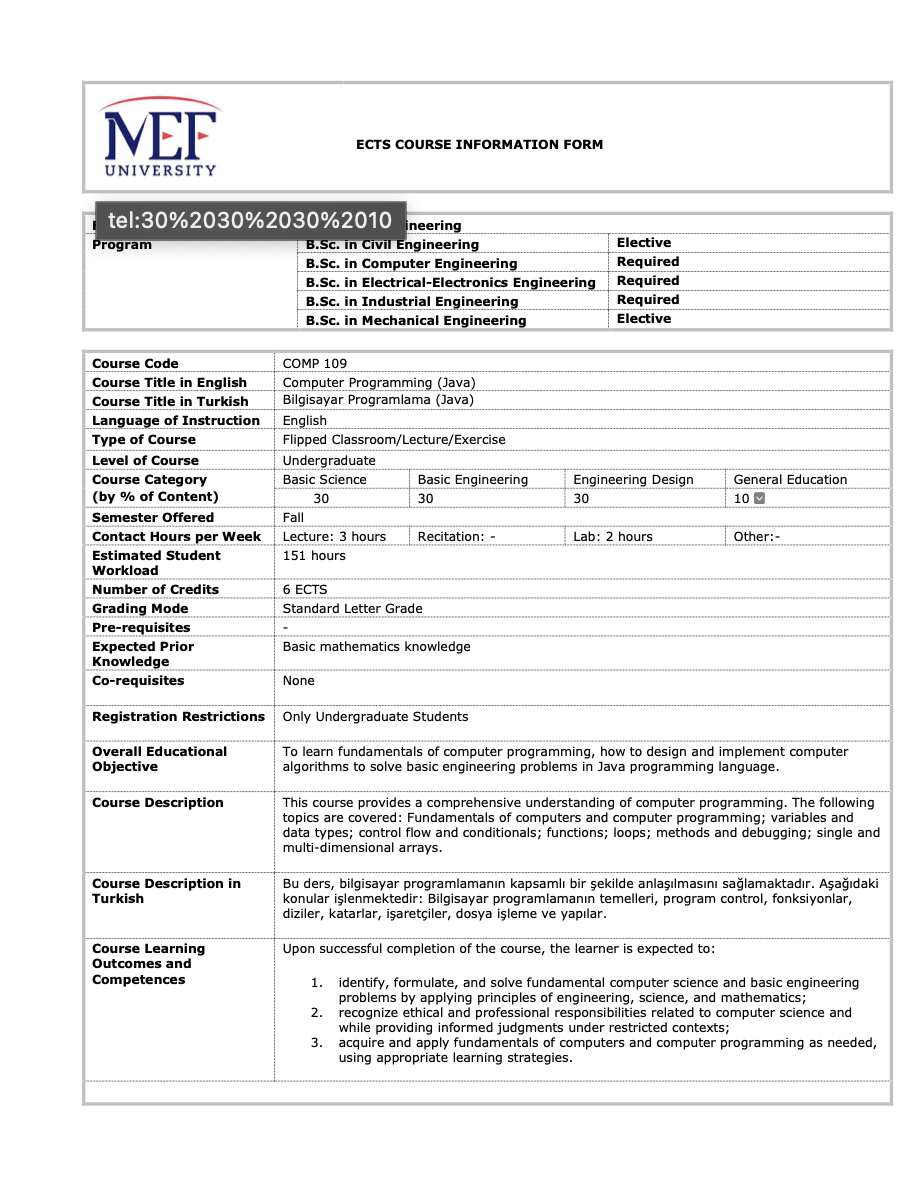 MEF
UNIVERSITY
ECTS COURSE INFORMATION FORM
tel:30%2030%2030%2010
Program
B.Sc. in Civil Engineering Elective
B.Sc. in Computer Engineering Required
B.Sc. in Electrical-Electronics Engineering Required
B.Sc. in Industrial Engineering Required
B.Sc. in Mechanical Engineering Elective
Course Code COMP 109
Course Title in English Computer Programming (Java)
Course Title in Turkish Bilgisayar Programlama (Java)
Language of Instruction English
Type of Course Flipped Classroom/Lecture/Exercise
Level of Course Undergraduate
Course Category Basic Science Basic Engineering Engineering Design General Education
(by % of Content) 30 30 30 10
Semester Offered Fall
Contact Hours per Week Lecture: 3 hours Recitation: - Lab: 2 hours Other:-
Estimated Student 151 hours
Workload
Number of Credits 6 ECTS
Grading Mode Standard Letter Grade
Pre-requisites -
Expected Prior Basic mathematics knowledge
Knowledge
Co-requisites None
Registration Restrictions Only Undergraduate Students
Overall Educational To learn fundamentals of computer programming, how to design and implement computer
Objective algorithms to solve basic engineering problems in Java programming language.
Course Description This course provides a comprehensive understanding of computer programming. The following
topics are covered: Fundamentals of computers and computer programming; variables and
data types; control flow and conditionals; functions; loops; methods and debugging; single and
multi-dimensional arrays.
Course Description in Bu ders, bilgisayar programlamanın kapsamlı bir şekilde anlaşılmasını sağlamaktadır. Aşağıdaki
Turkish konular işlenmektedir: Bilgisayar programlamanın temelleri, program control, fonksiyonlar,
diziler, katarlar, işaretçiler, dosya işleme ve yapılar.
Course Learning Upon successful completion of the course, the learner is expected to:
Outcomes and
Competences
1. identify, formulate, and solve fundamental computer science and basic engineering
problems by applying principles of engineering, science, and mathematics;
2. recognize ethical and professional responsibilities related to computer science and
while providing informed judgments under restricted contexts;
3. acquire and apply fundamentals of computers and computer programming as needed,
using appropriate learning strategies.